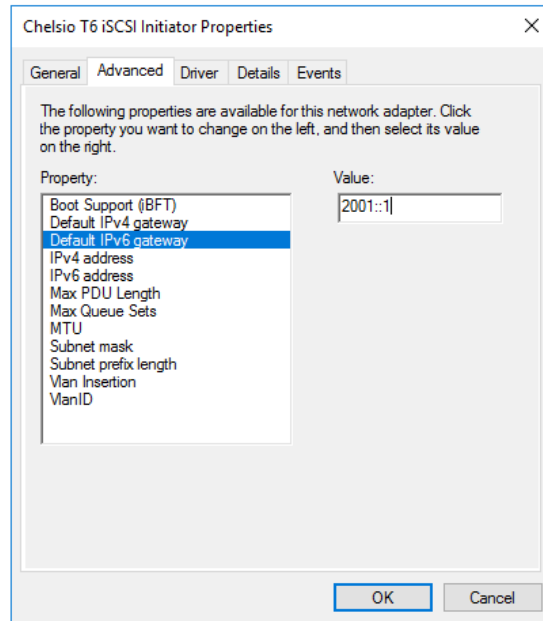 Chelsio T6 iSCSI Initiator Properties
General Advanced Driver Details Events
The following properties are available for this network adapter. Click
the property you want to change on the left, and then select its value
on the right.
Property: Value:
Boot Support (iBFT) 2001::1
Default IPv4 gateway
Default IPv6 gateway
IPv4 address
IPv6 address
Max PDU Length
Max Queue Sets
MTU
Subnet mask
Subnet prefix length
Vlan Insertion
VlanID
OK Cancel